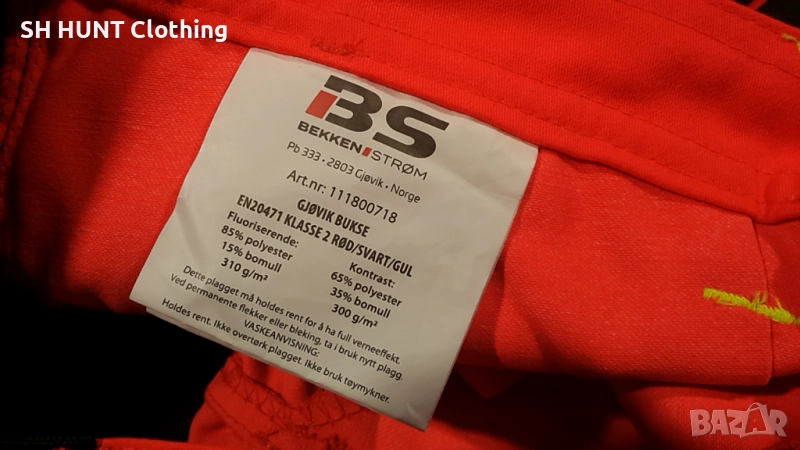 SH HUNT Clothing
BS
BEKKEN STRØM
Pb 333 • 2803 Gjøvik • Norge
Art.nr: 111800718
GJØVIK BUKSE
EN20471 KLASSE 2 RØD/SVART/GUL
Fluoriserende:
85% polyester
15% bomull
310 g/m²
Kontrast:
65% polyester
35% bomull
300 g/m²
Dette plagget må holdes rent for å ha full verneeffekt.
Ved permanente flekker eller bleking, ta i bruk nytt plagg.
VASKEANVISNING:
Holdes rent. Ikke overtørk plagget. Ikke bruk tøymykner.
BAZAR